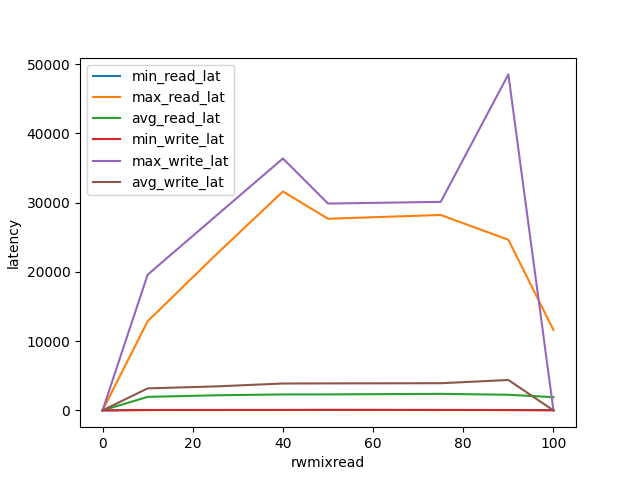 50000
40000
30000
20000
10000
0
latency
min_read_lat
max_read_lat
avg_read_lat
min_write_lat
max_write_lat
avg_write_lat
0 20 40 60 80 100
rwmixread